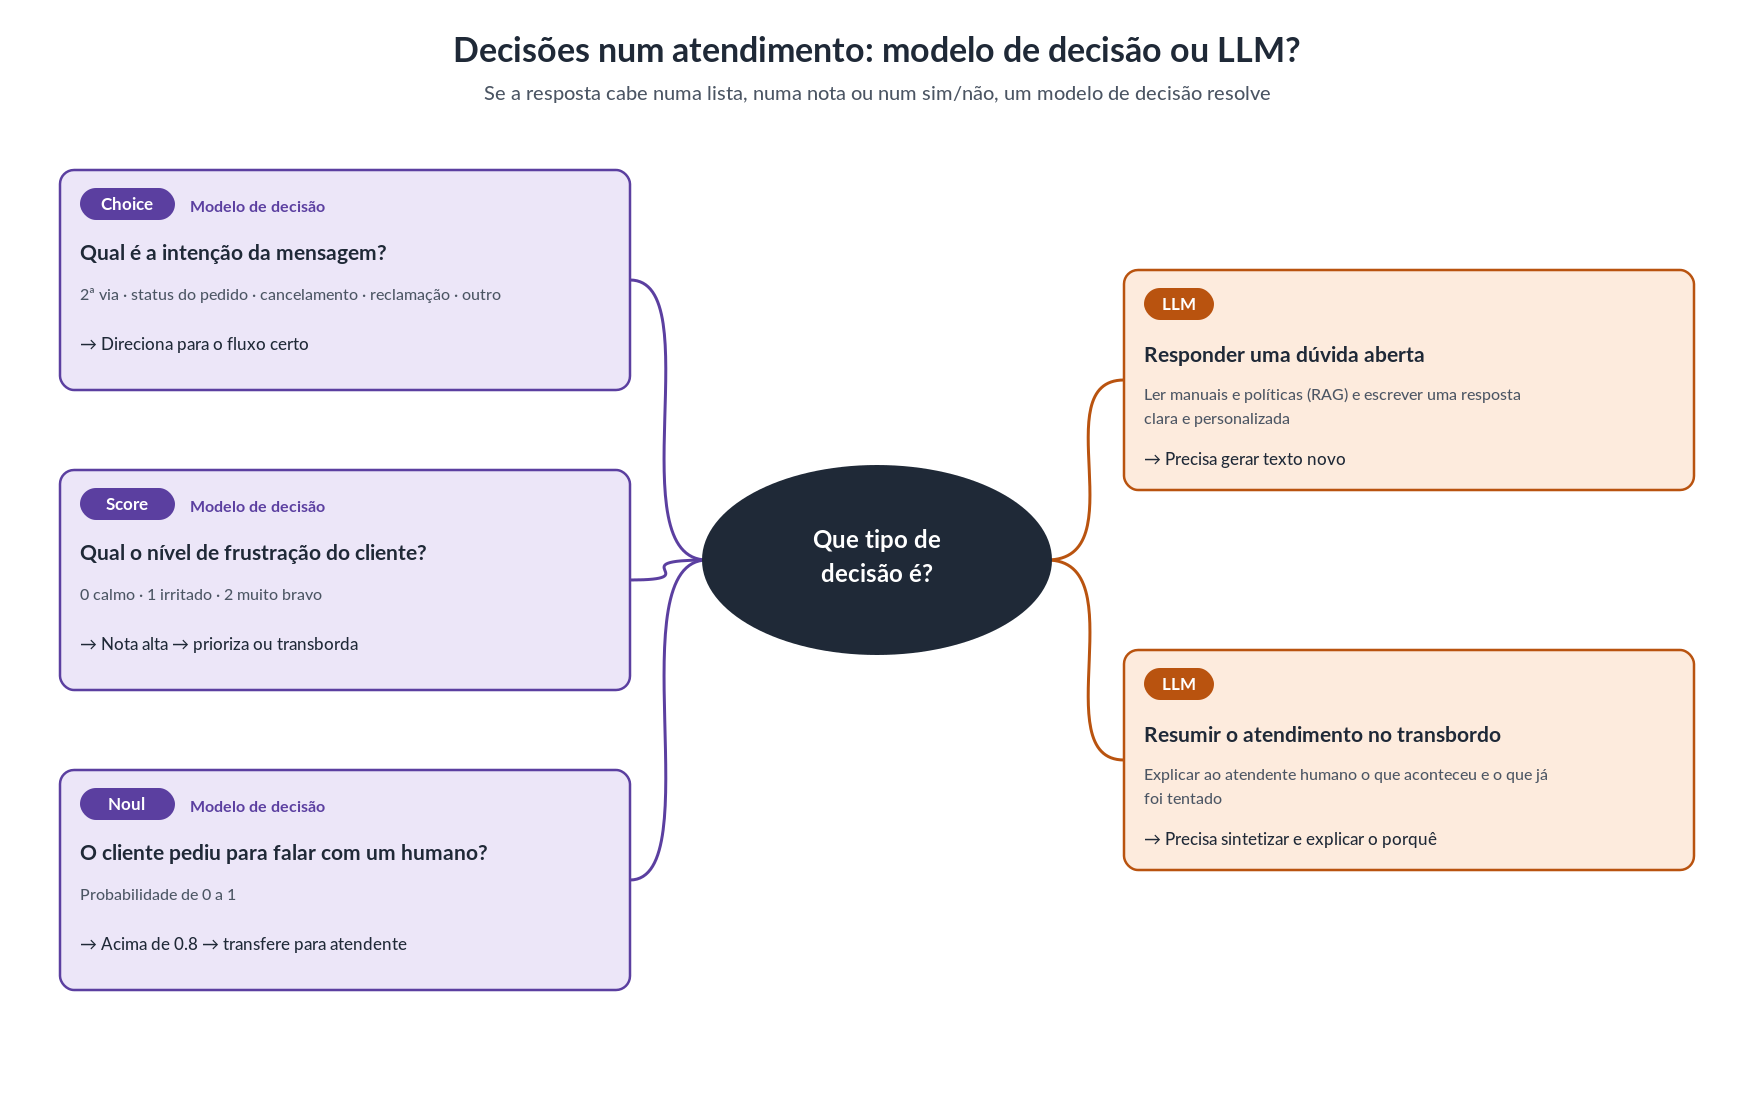 Decisões num atendimento: modelo de decisão ou LLM?
Se a resposta cabe numa lista, numa nota ou num sim/não, um modelo de decisão resolve
Choice
Modelo de decisão
Qual é a intenção da mensagem?
2ª via · status do pedido · cancelamento · reclamação · outro
→ Direciona para o fluxo certo
Score
Modelo de decisão
Qual o nível de frustração do cliente?
0 calmo · 1 irritado · 2 muito bravo
→ Nota alta → prioriza ou transborda
Noul
Modelo de decisão
O cliente pediu para falar com um humano?
Probabilidade de 0 a 1
→ Acima de 0.8 → transfere para atendente
Que tipo de
decisão é?
LLM
Responder uma dúvida aberta
Ler manuais e políticas (RAG) e escrever uma resposta
clara e personalizada
→ Precisa gerar texto novo
LLM
Resumir o atendimento no transbordo
Explicar ao atendente humano o que aconteceu e o que já
foi tentado
→ Precisa sintetizar e explicar o porquê